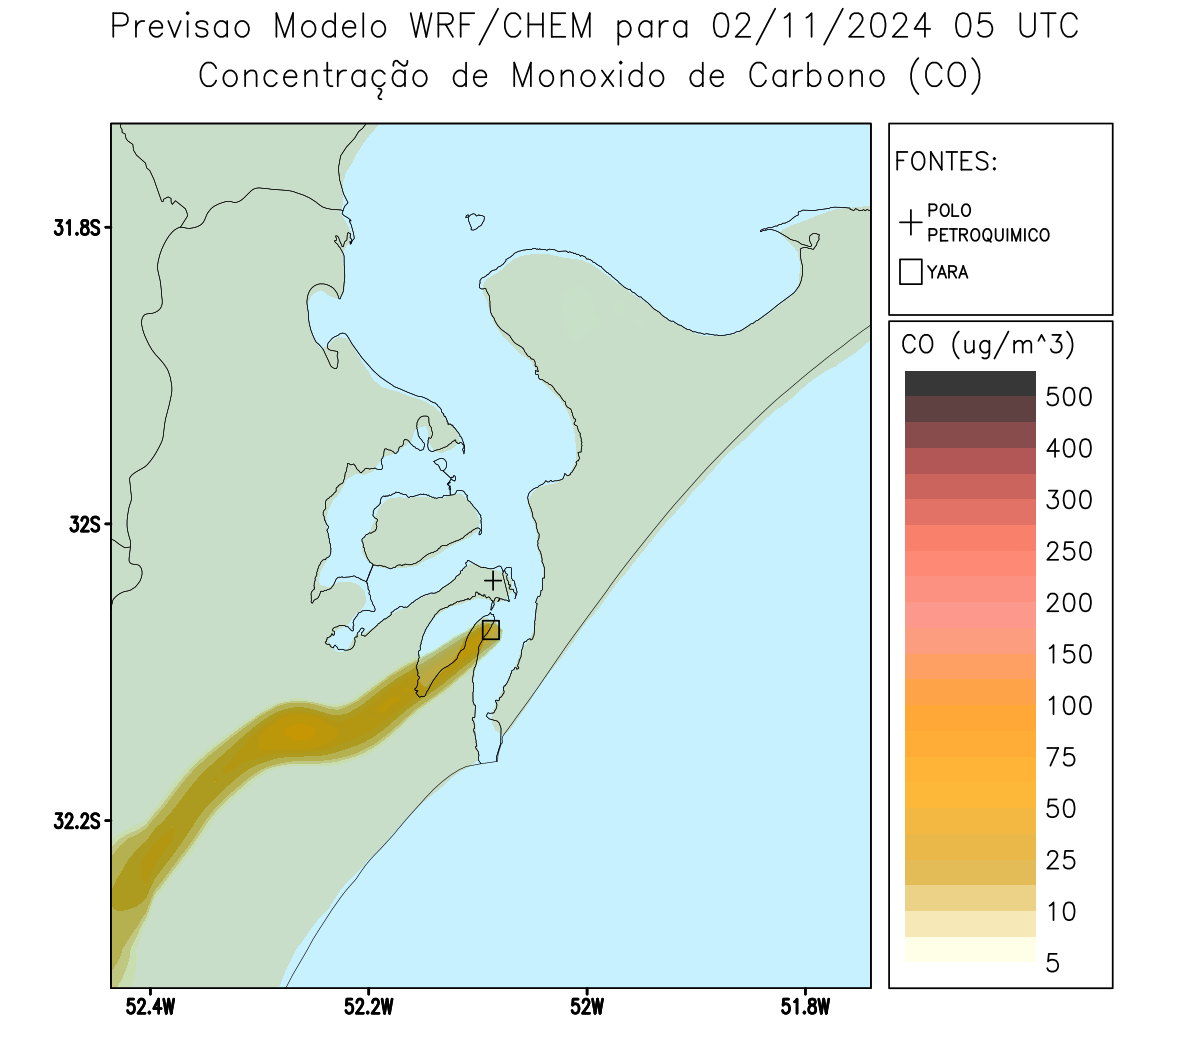 Previsao Modelo WRF/CHEM para 02/11/2024 05 UTC
Concentração de Monoxido de Carbono (CO)
FONTES:
POLO
PETROQUIMICO
YARA
CO (ug/m^3)
500
400
300
250
200
150
100
75
50
25
10
5
31.8S
32S
32.2S
52.4W
52.2W
52W
51.8W